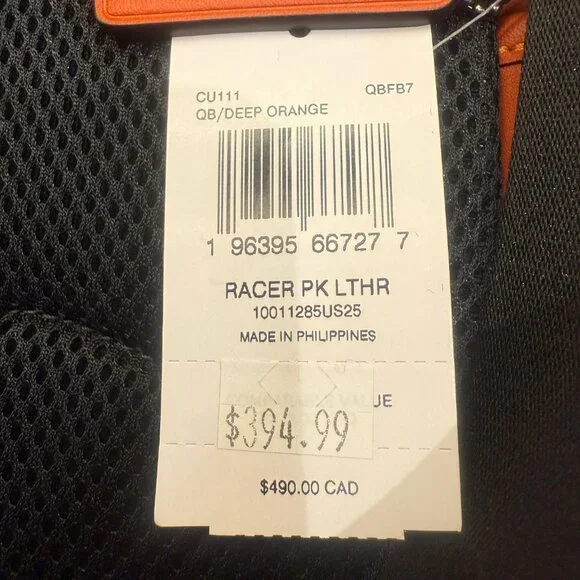 CU111 QBFB7
QB/DEEP ORANGE
1 96395 66727 7
RACER PK LTHR
10011285US25
MADE IN PHILIPPINES
UE
$394.99
$490.00 CAD